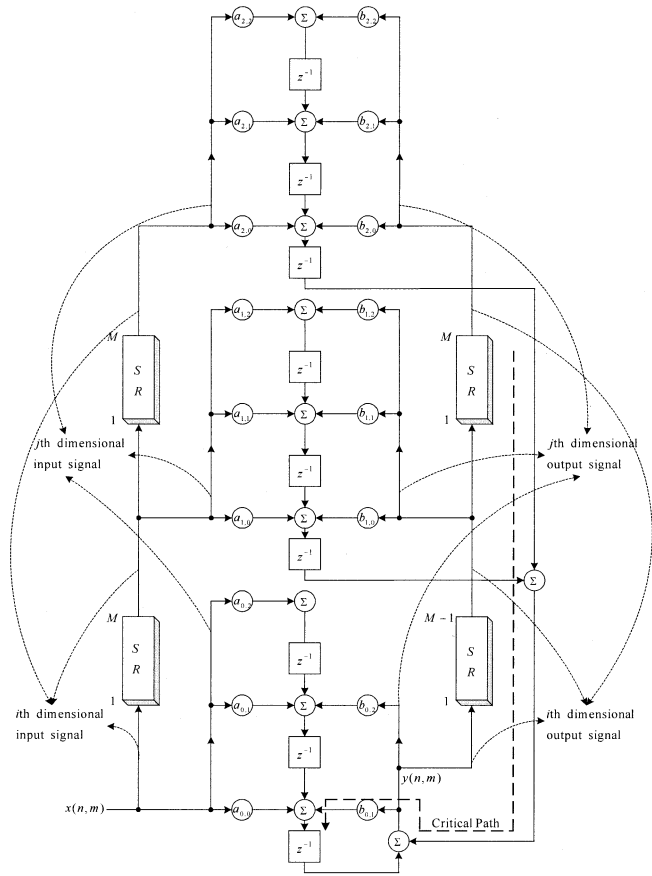 a2,2 Σ b2,2
z⁻¹
a2,1 Σ b2,1
z⁻¹
a2,0 Σ b2,0
z⁻¹
a1,2 Σ b1,2
M S R 1
z⁻¹
M S R 1
a1,1 Σ b1,1
jth dimensional
input signal
jth dimensional
output signal
z⁻¹
a1,0 Σ b1,0
z⁻¹
Σ
a0,2 Σ
M S R 1
z⁻¹
M − 1 S R 1
a0,1 Σ b0,2
ith dimensional
input signal
ith dimensional
output signal
z⁻¹
y(n,m)
x(n,m) a0,0 Σ b0,1
Critical Path
z⁻¹
Σ